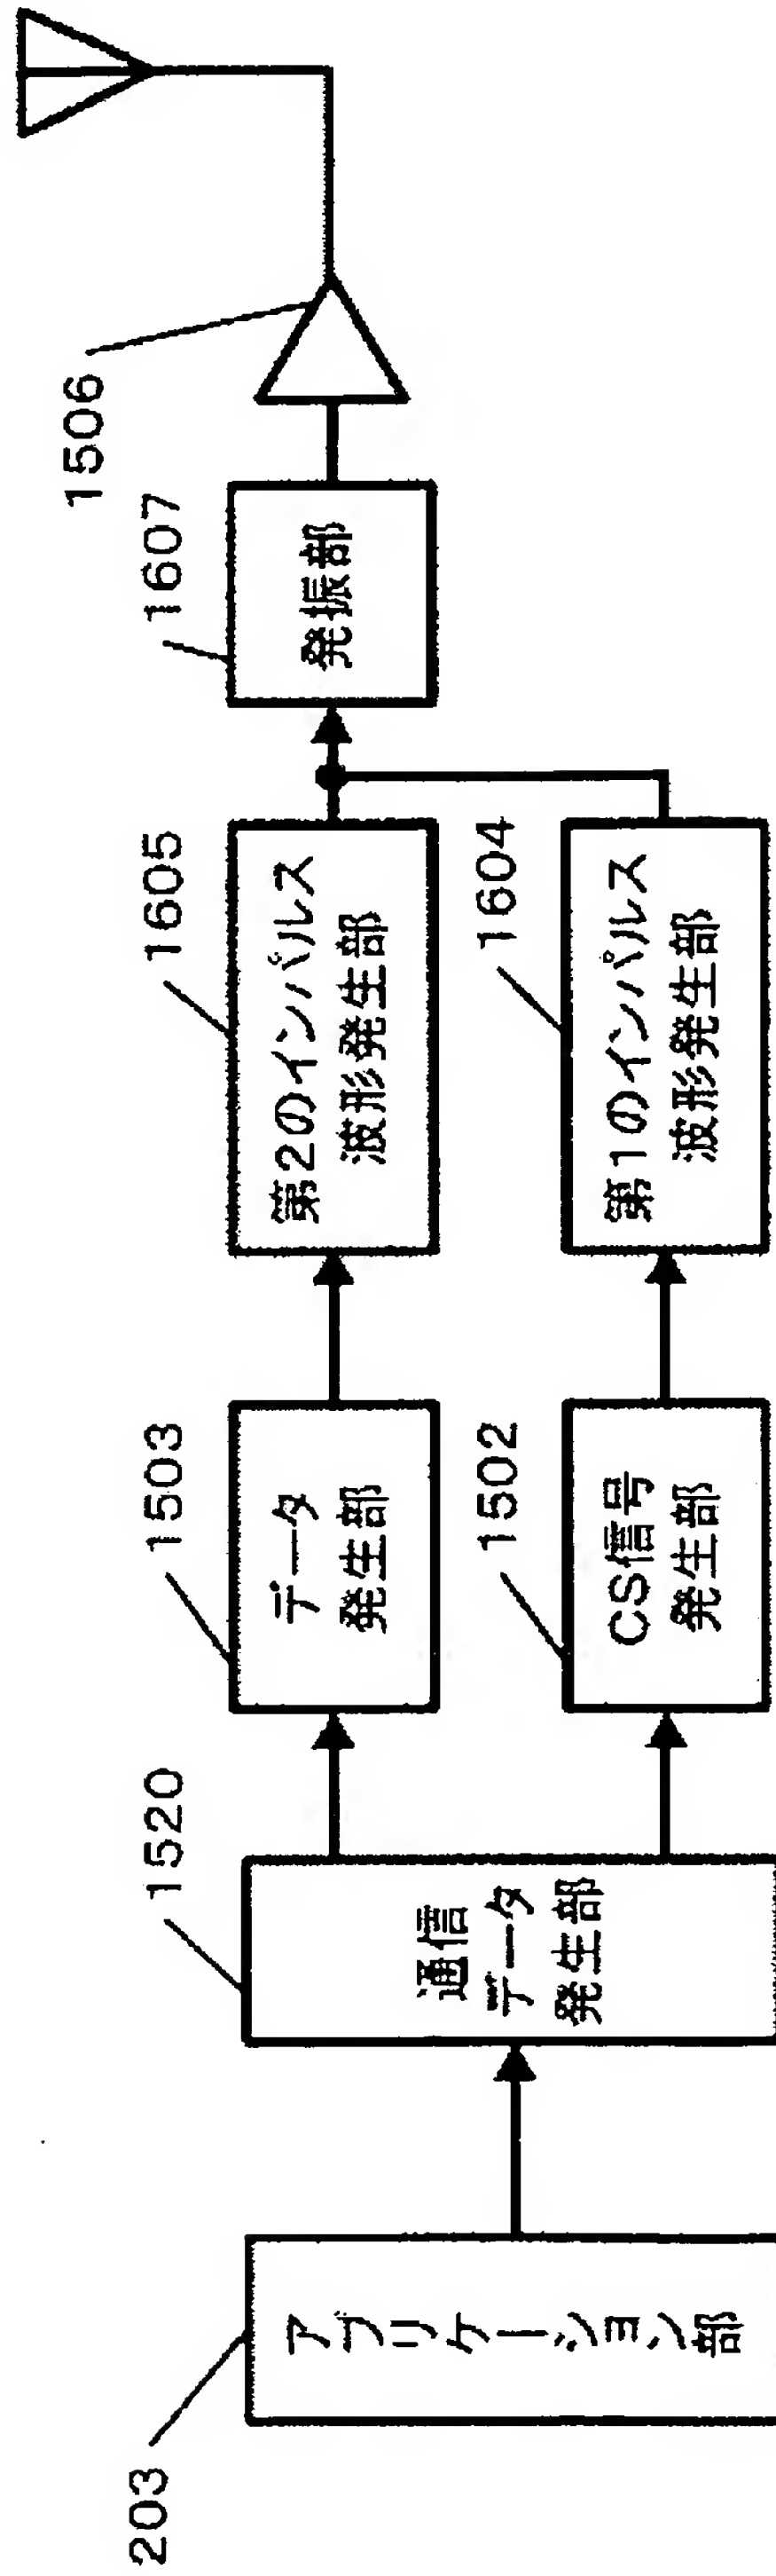 203
アプリケーション部
1520
通信
データ
発生部
1503
データ
発生部
1605
第2のインパルス
波形発生部
1607
発振部
1506
1502
CS信号
発生部
1604
第1のインパルス
波形発生部